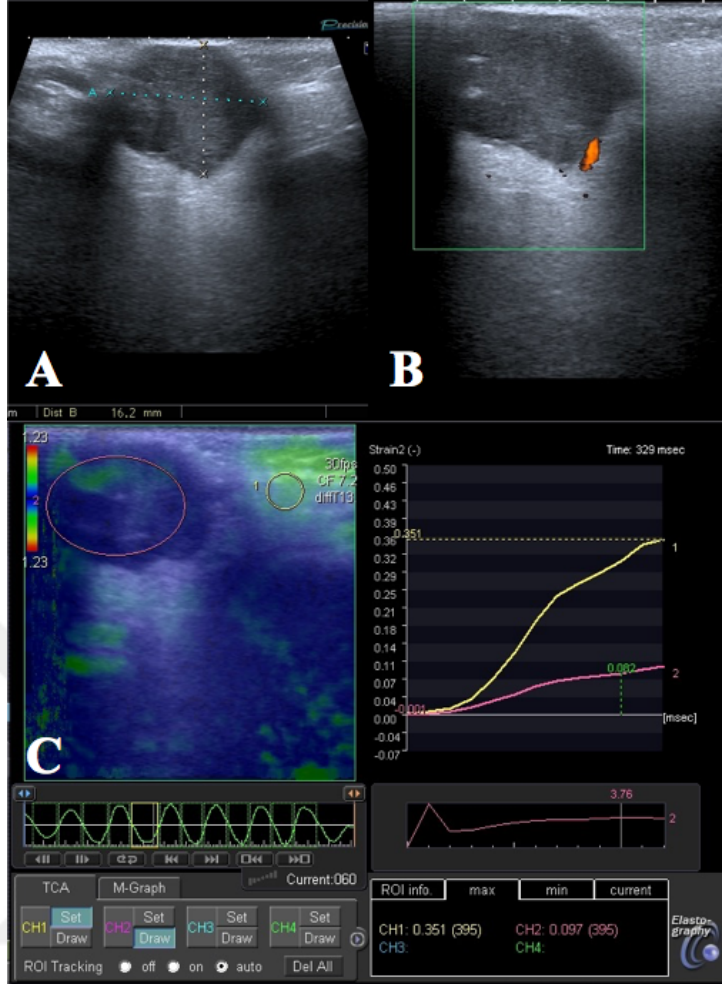 Precision
A
A
B
m Dist B 16.2 mm
1.23
2
1.23
1
30fps
CF 7.2
diffT13
C
Strain2 (-)
Time: 329 msec
0.50
0.46
0.43
0.39
0.36
0.32
0.29
0.25
0.21
0.18
0.14
0.11
0.07
0.04
0.00
-0.04
-0.07
0.351
1
0.082
2
-0.001
[msec]
3.76
2
Current:060
TCA
M-Graph
CH1
Set
Draw
CH2
Set
Draw
CH3
Set
Draw
CH4
Set
Draw
ROI Tracking off on auto Del All
ROI info. max min current
CH1: 0.351 (395) CH2: 0.097 (395)
CH3: CH4:
Elasto-
graphy